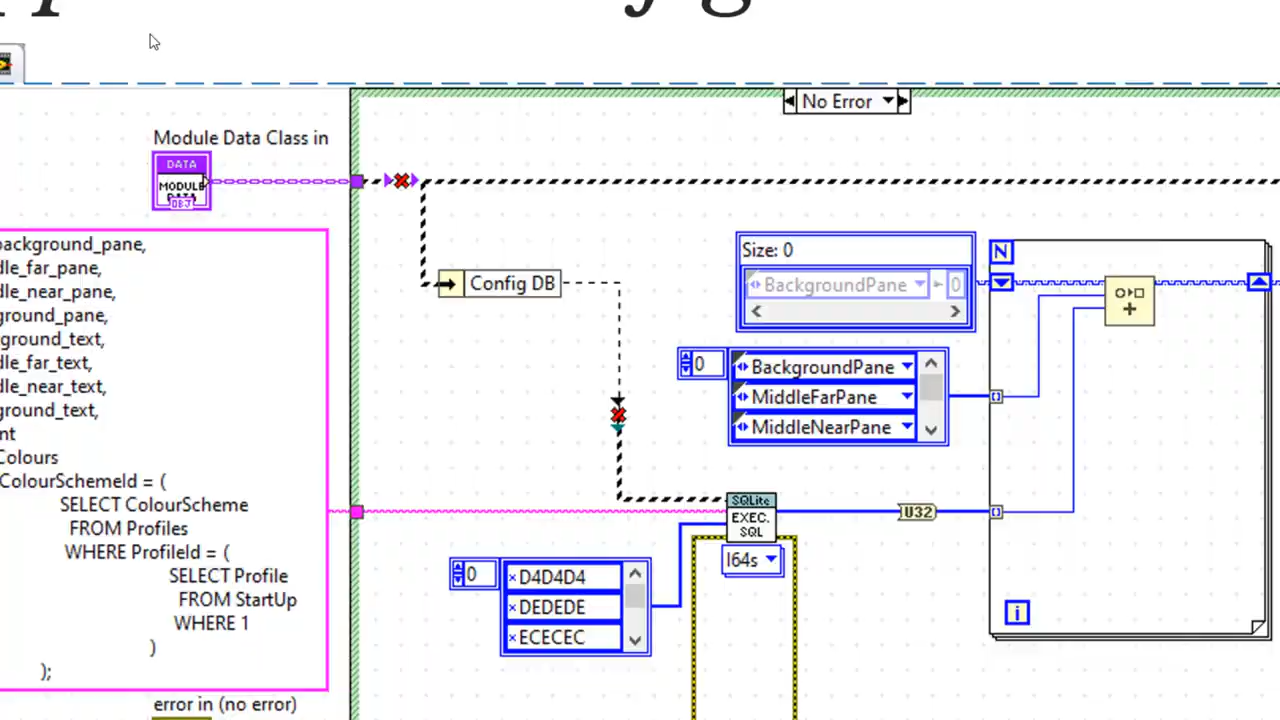 No Error
Module Data Class in
DATA
MODULE
DATA
OBJ
background_pane,
dle_far_pane,
dle_near_pane,
ground_pane,
ground_text,
dle_far_text,
dle_near_text,
ground_text,
nt
Colours
ColourSchemeId = (
SELECT ColourScheme
FROM Profiles
WHERE ProfileId = (
SELECT Profile
FROM StartUp
WHERE 1
)
);
error in (no error)
Config DB
Size: 0
BackgroundPane
0
0
BackgroundPane
MiddleFarPane
MiddleNearPane
N
SQLite
EXEC.
SQL
I64s
U32
0
×D4D4D4
×DEDEDE
×ECECEC
i